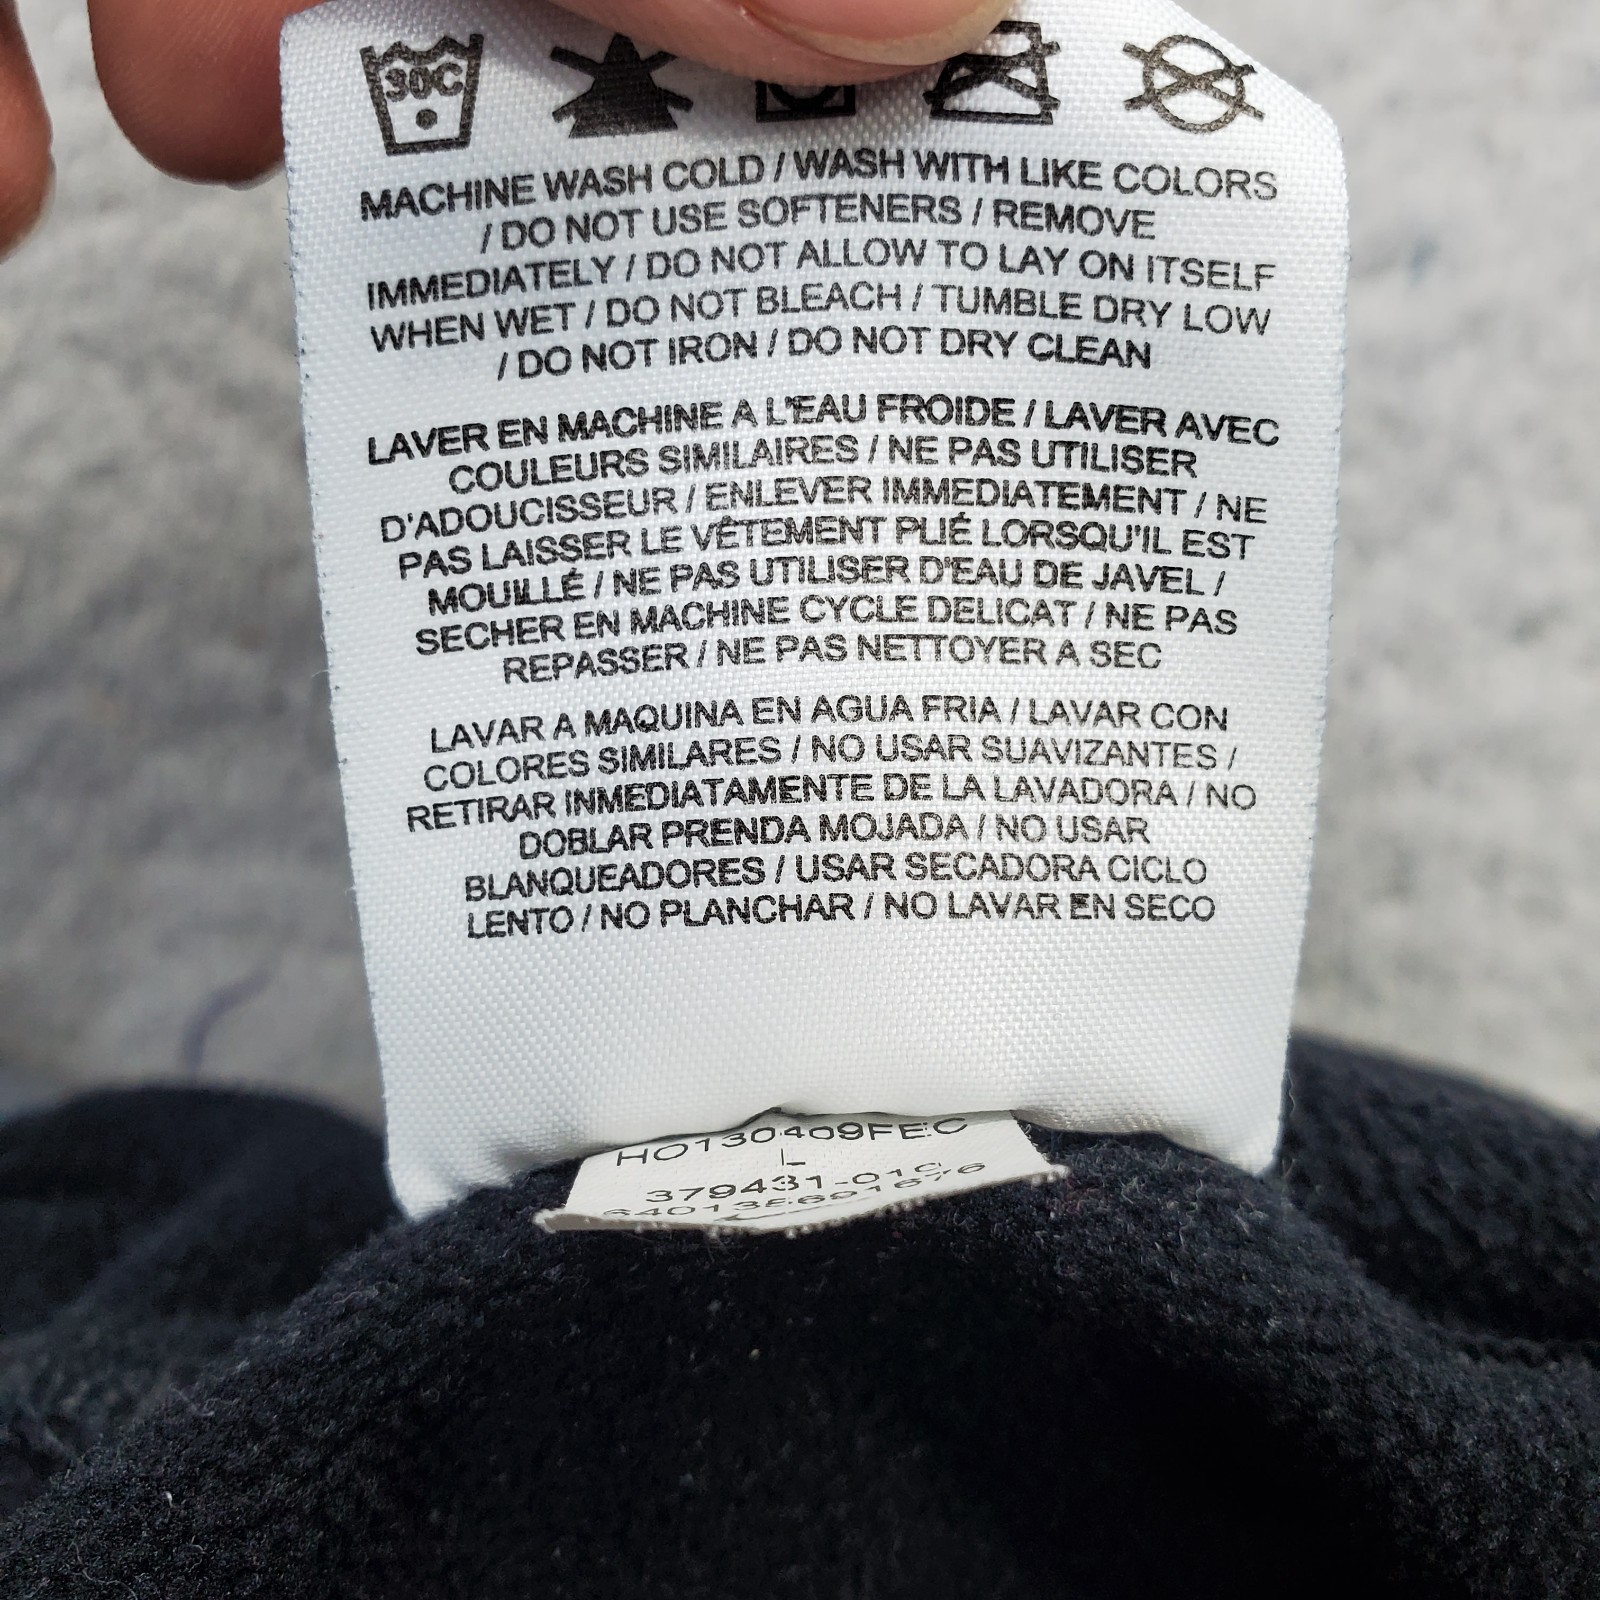 30C
MACHINE WASH COLD / WASH WITH LIKE COLORS
/ DO NOT USE SOFTENERS / REMOVE
IMMEDIATELY / DO NOT ALLOW TO LAY ON ITSELF
WHEN WET / DO NOT BLEACH / TUMBLE DRY LOW
/ DO NOT IRON / DO NOT DRY CLEAN
LAVER EN MACHINE A L'EAU FROIDE / LAVER AVEC
COULEURS SIMILAIRES / NE PAS UTILISER
D'ADOUCISSEUR / ENLEVER IMMEDIATEMENT / NE
PAS LAISSER LE VÊTEMENT PLIÉ LORSQU'IL EST
MOUILLÉ / NE PAS UTILISER D'EAU DE JAVEL /
SECHER EN MACHINE CYCLE DELICAT / NE PAS
REPASSER / NE PAS NETTOYER A SEC
LAVAR A MAQUINA EN AGUA FRIA / LAVAR CON
COLORES SIMILARES / NO USAR SUAVIZANTES /
RETIRAR INMEDIATAMENTE DE LA LAVADORA / NO
DOBLAR PRENDA MOJADA / NO USAR
BLANQUEADORES / USAR SECADORA CICLO
LENTO / NO PLANCHAR / NO LAVAR EN SECO
HO130409FEC
L